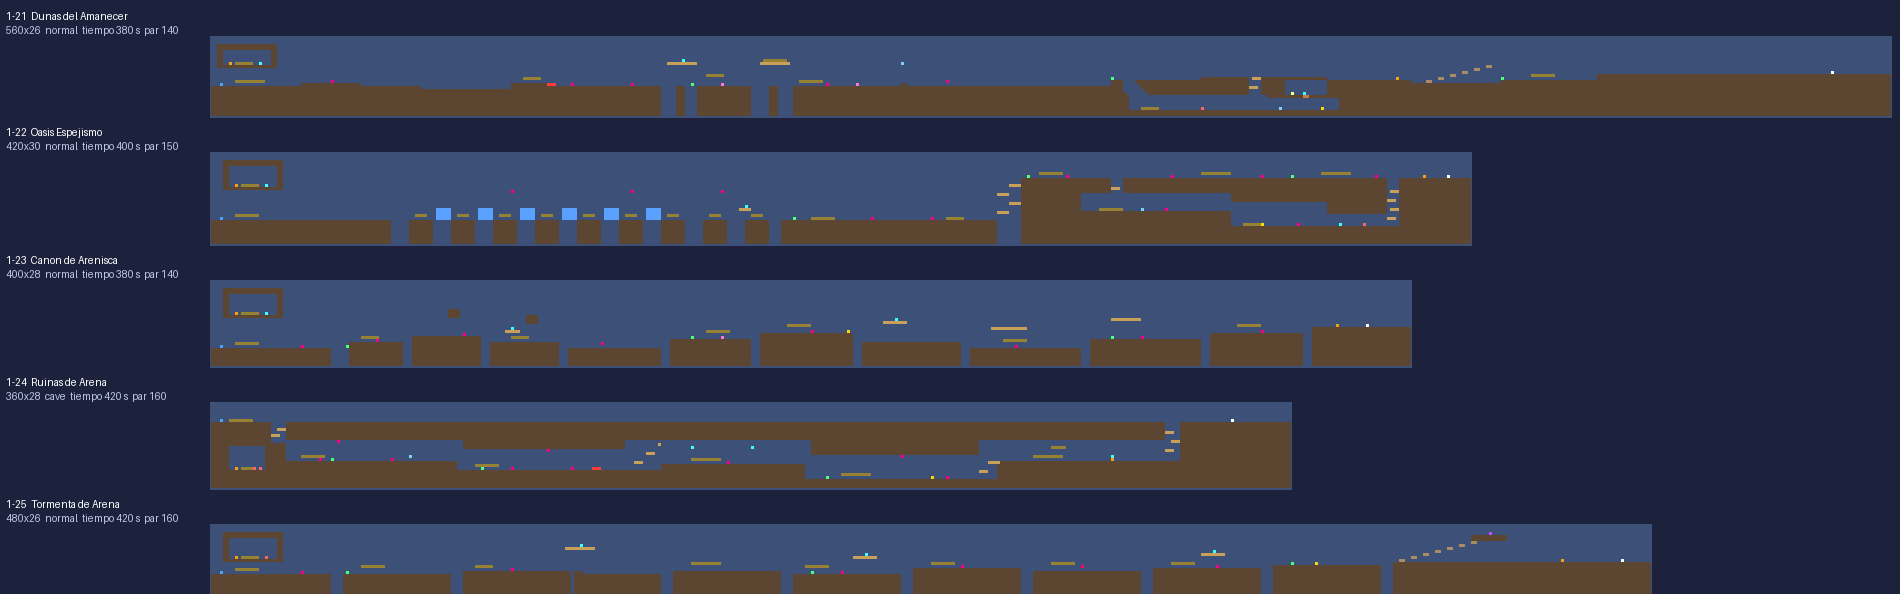 1-21 Dunas del Amanecer
560x26 normal tiempo 380 s par 140
1-22 Oasis Espejismo
420x30 normal tiempo 400 s par 150
1-23 Canon de Arenisca
400x28 normal tiempo 380 s par 140
1-24 Ruinas de Arena
360x28 cave tiempo 420 s par 160
1-25 Tormenta de Arena
480x26 normal tiempo 420 s par 160